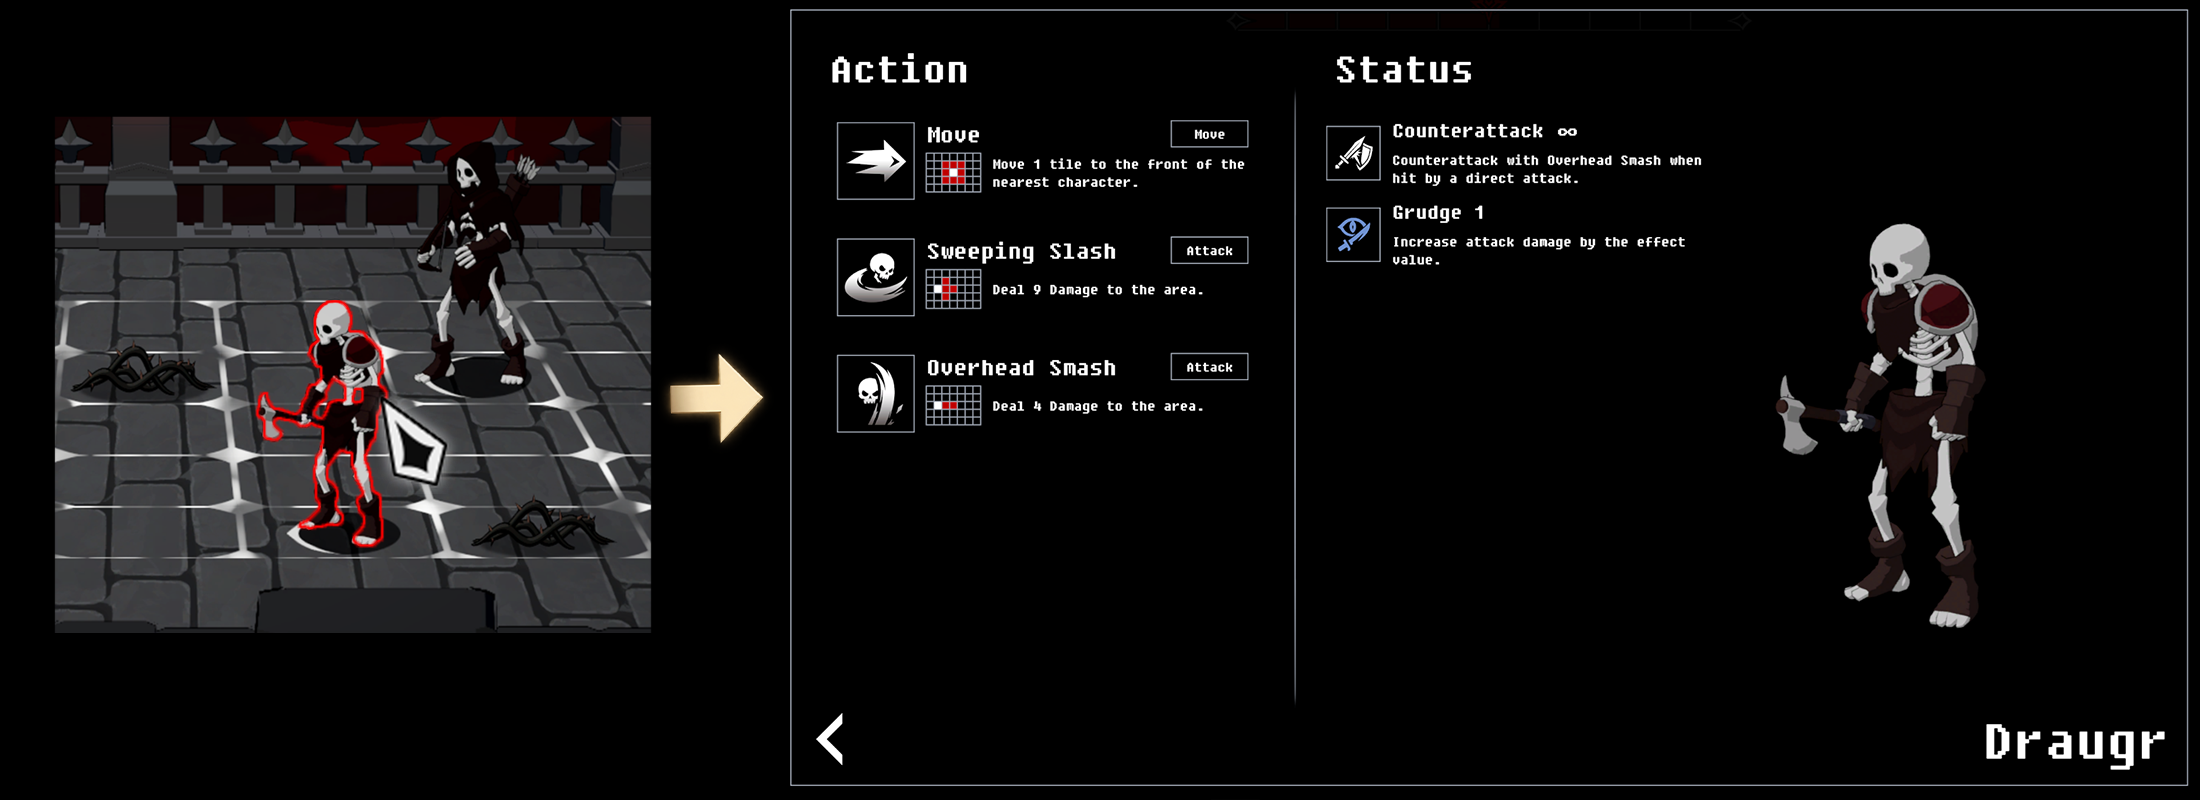 Action
Move
Move
Move 1 tile to the front of the
nearest character.
Sweeping Slash
Attack
Deal 9 Damage to the area.
Overhead Smash
Attack
Deal 4 Damage to the area.
Status
Counterattack ∞
Counterattack with Overhead Smash when
hit by a direct attack.
Grudge 1
Increase attack damage by the effect
value.
Draugr